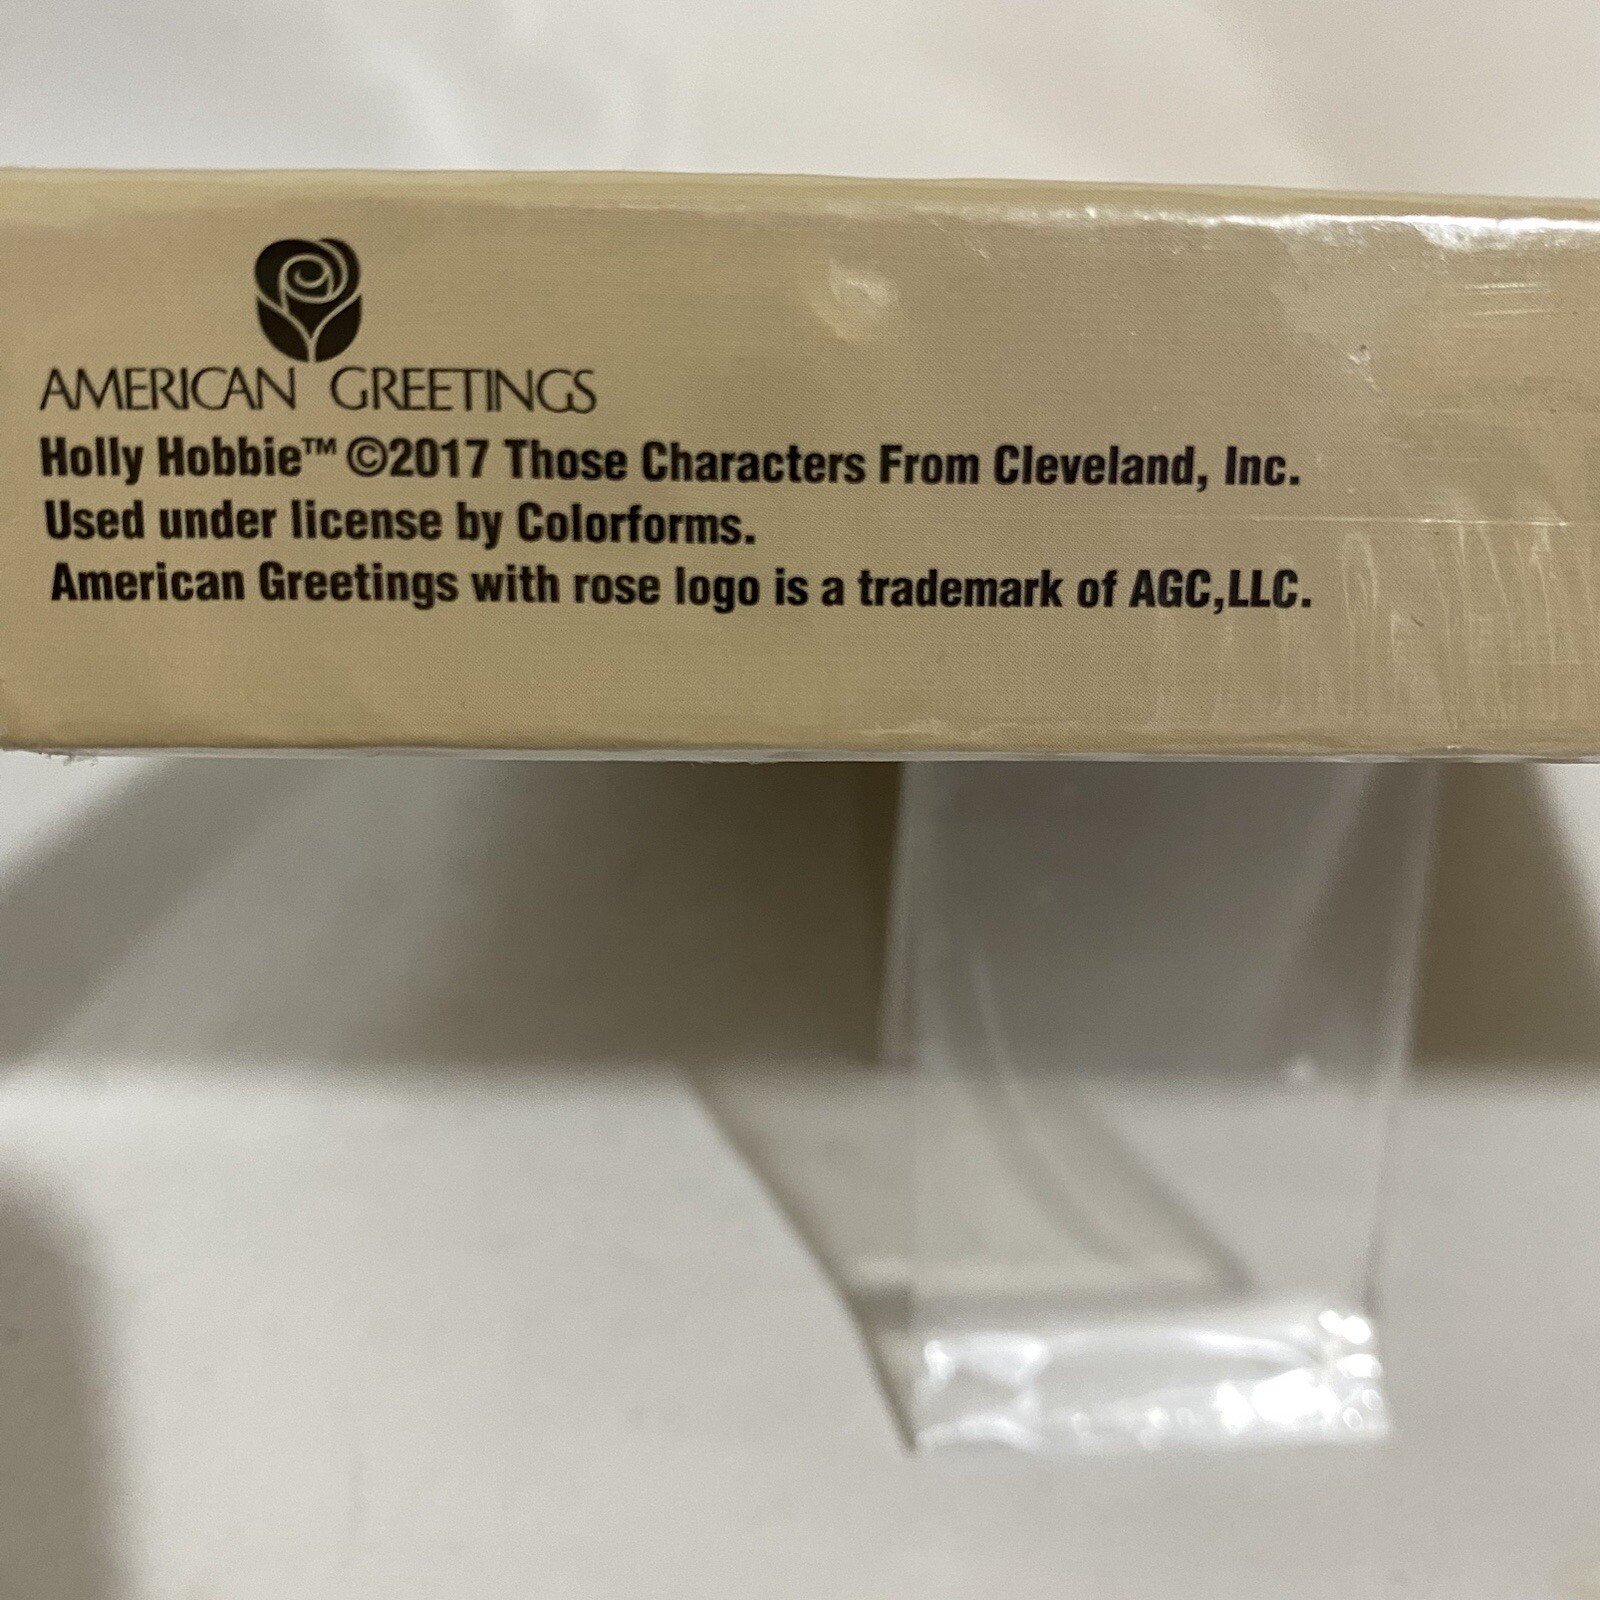 AMERICAN GREETINGS
Holly Hobbie™ ©2017 Those Characters From Cleveland, Inc.
Used under license by Colorforms.
American Greetings with rose logo is a trademark of AGC,LLC.